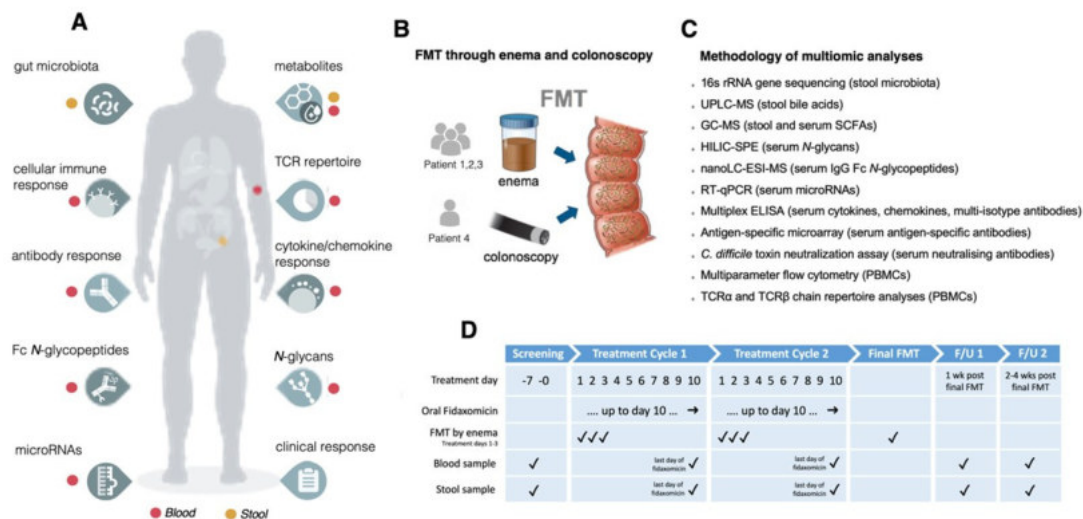 A
gut microbiota
metabolites
cellular immune
response
TCR repertoire
antibody response
cytokine/chemokine
response
Fc N-glycopeptides
N-glycans
microRNAs
clinical response
Blood
Stool
B
FMT through enema and colonoscopy
FMT
Patient 1,2,3
enema
Patient 4
colonoscopy
C
Methodology of multiomic analyses
16s rRNA gene sequencing (stool microbiota)
UPLC-MS (stool bile acids)
GC-MS (stool and serum SCFAs)
HILIC-SPE (serum N-glycans)
nanoLC-ESI-MS (serum IgG Fc N-glycopeptides)
RT-qPCR (serum microRNAs)
Multiplex ELISA (serum cytokines, chemokines, multi-isotype antibodies)
Antigen-specific microarray (serum antigen-specific antibodies)
C. difficile toxin neutralization assay (serum neutralising antibodies)
Multiparameter flow cytometry (PBMCs)
TCRα and TCRβ chain repertoire analyses (PBMCs)
D
Screening Treatment Cycle 1 Treatment Cycle 2 Final FMT F/U 1 F/U 2
Treatment day -7 -0 1 2 3 4 5 6 7 8 9 10 1 2 3 4 5 6 7 8 9 10 1 wk post final FMT 2-4 wks post final FMT
Oral Fidaxomicin .... up to day 10 ... → .... up to day 10 ... →
FMT by enema ✓✓✓ ✓✓✓ ✓
Treatment days 1-3
Blood sample ✓ last day of fidaxomicin ✓ last day of fidaxomicin ✓ ✓ ✓
Stool sample ✓ last day of fidaxomicin ✓ last day of fidaxomicin ✓ ✓ ✓